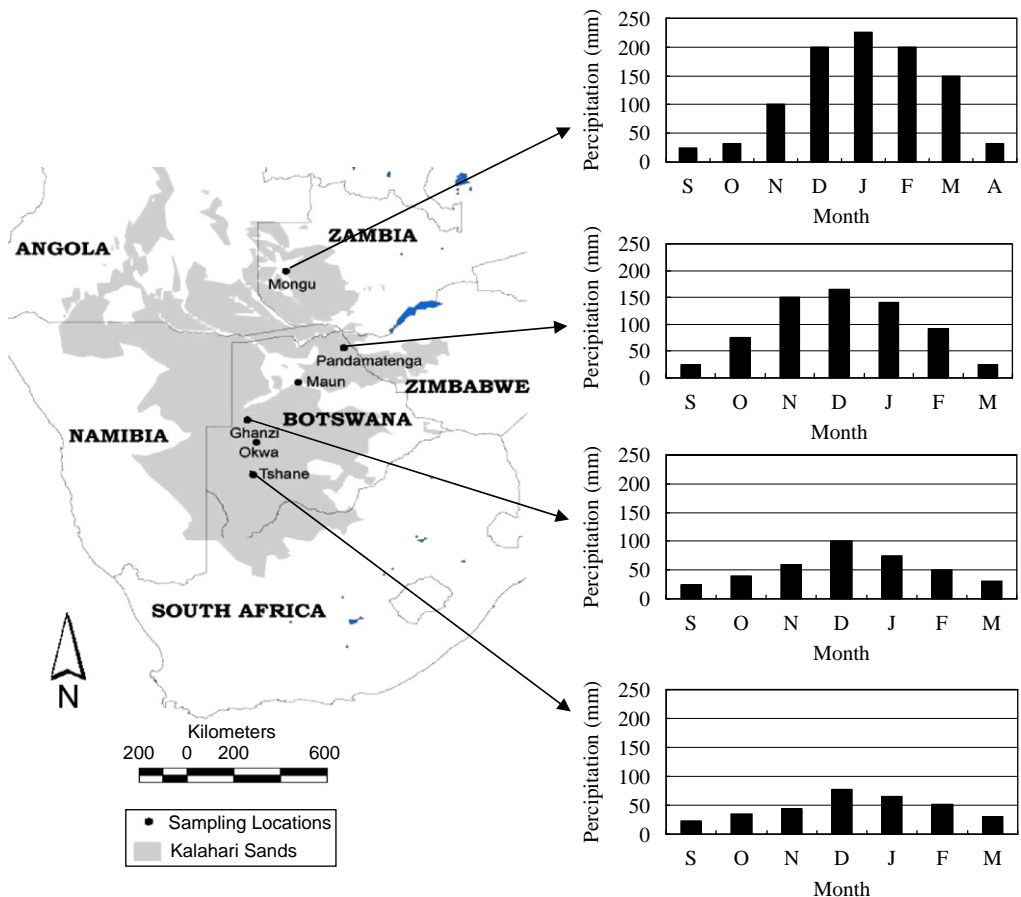 ANGOLA
ZAMBIA
Mongu
Pandamatenga
Maun
ZIMBABWE
BOTSWANA
NAMIBIA
Ghanzi
Okwa
Tshane
SOUTH AFRICA
N
Kilometers
200 0 200 600
Sampling Locations
Kalahari Sands
Percipitation (mm)
250
200
150
100
50
0
S O N D J F M A
Month
Percipitation (mm)
250
200
150
100
50
0
S O N D J F M
Month
Percipitation (mm)
250
200
150
100
50
0
S O N D J F M
Month
Percipitation (mm)
250
200
150
100
50
0
S O N D J F M
Month